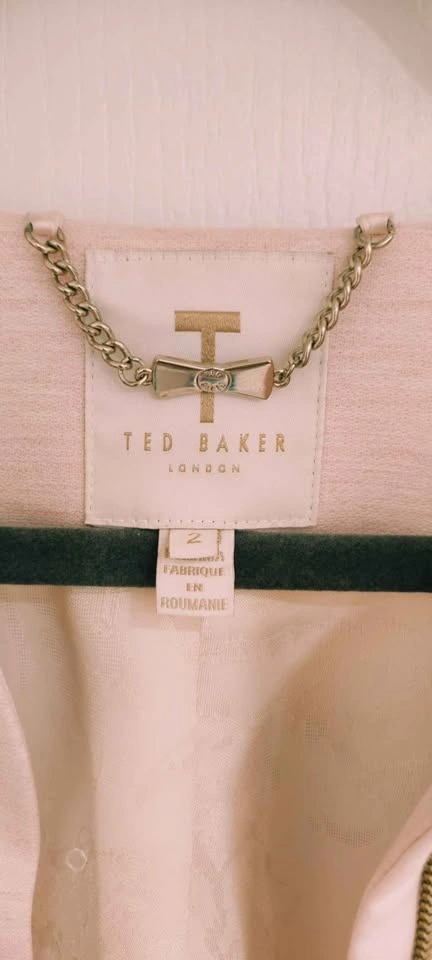 T
TED BAKER
LONDON
2
FABRIQUE
EN
ROUMANIE